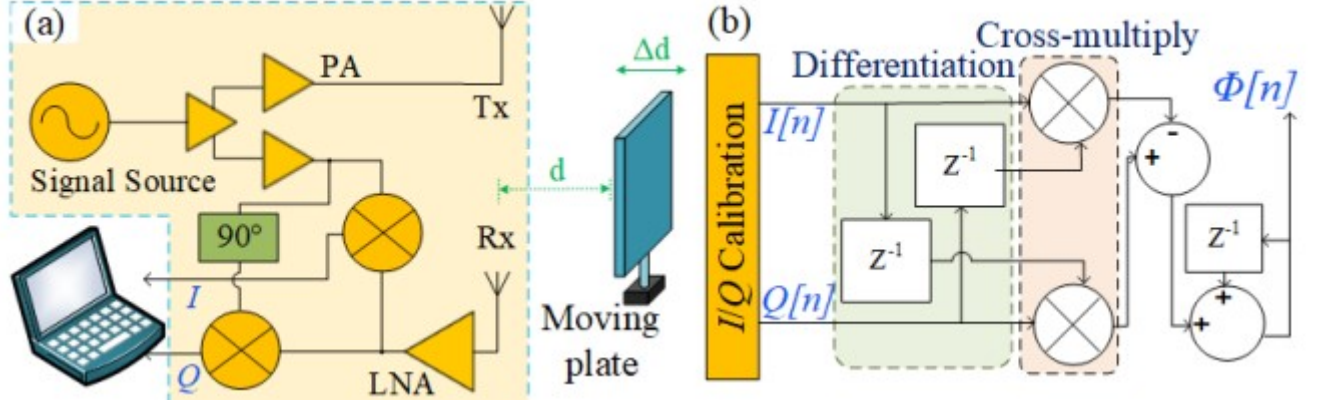 (a)
PA
Tx
Signal Source
90°
I
Q
LNA
Rx
d
Δd
Moving
plate
(b)
I/Q Calibration
Differentiation
Cross-multiply
I[n]
Q[n]
Z⁻¹
Z⁻¹
-
+
Φ[n]
Z⁻¹
+
+